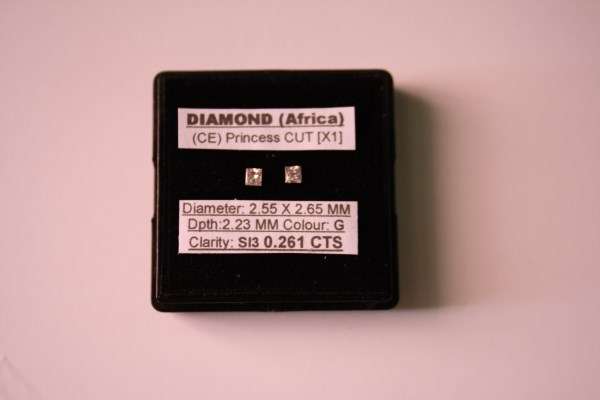 DIAMOND (Africa)
(CE) Princess CUT [X1]
Diameter: 2.55 X 2.65 MM
Dpth:2.23 MM Colour: G
Clarity: SI3 0.261 CTS